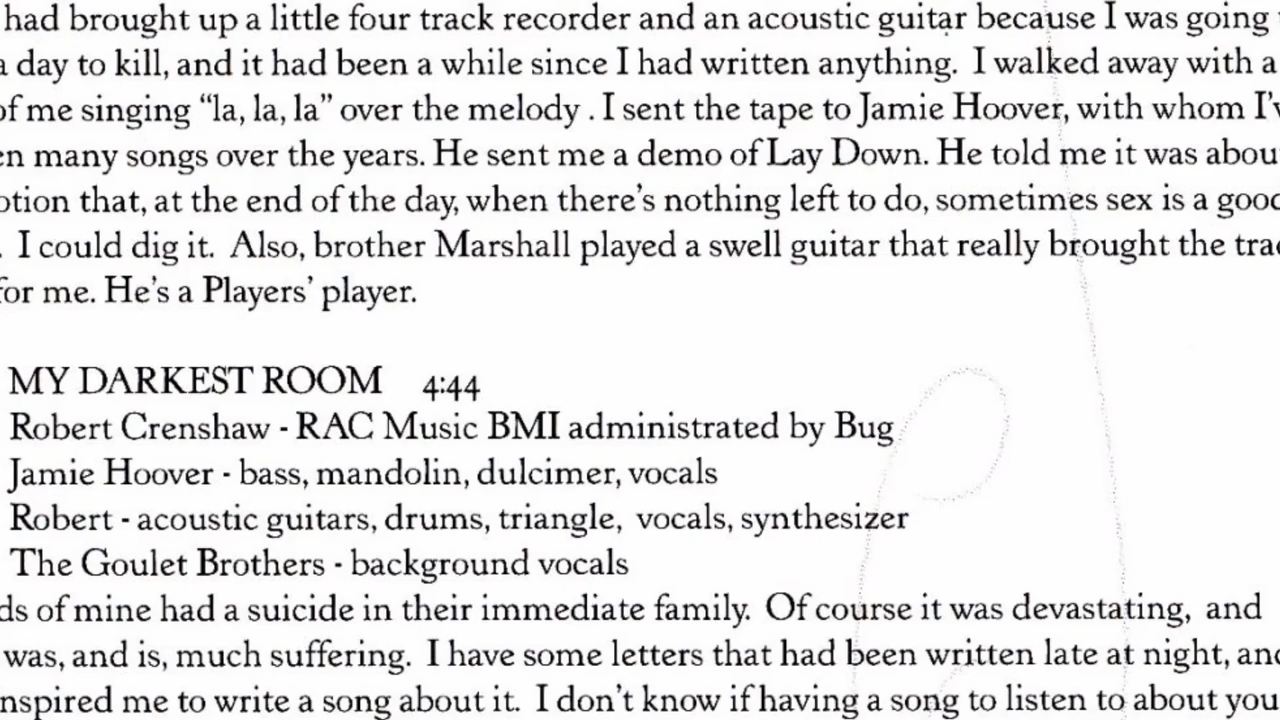 had brought up a little four track recorder and an acoustic guitar because I was going
a day to kill, and it had been a while since I had written anything. I walked away with a
of me singing “la, la, la” over the melody . I sent the tape to Jamie Hoover, with whom I'v
en many songs over the years. He sent me a demo of Lay Down. He told me it was abou
otion that, at the end of the day, when there's nothing left to do, sometimes sex is a good
. I could dig it. Also, brother Marshall played a swell guitar that really brought the trac
for me. He's a Players' player.
MY DARKEST ROOM 4:44
Robert Crenshaw - RAC Music BMI administrated by Bug
Jamie Hoover - bass, mandolin, dulcimer, vocals
Robert - acoustic guitars, drums, triangle, vocals, synthesizer
The Goulet Brothers - background vocals
ds of mine had a suicide in their immediate family. Of course it was devastating, and
was, and is, much suffering. I have some letters that had been written late at night, and
nspired me to write a song about it. I don't know if having a song to listen to about you